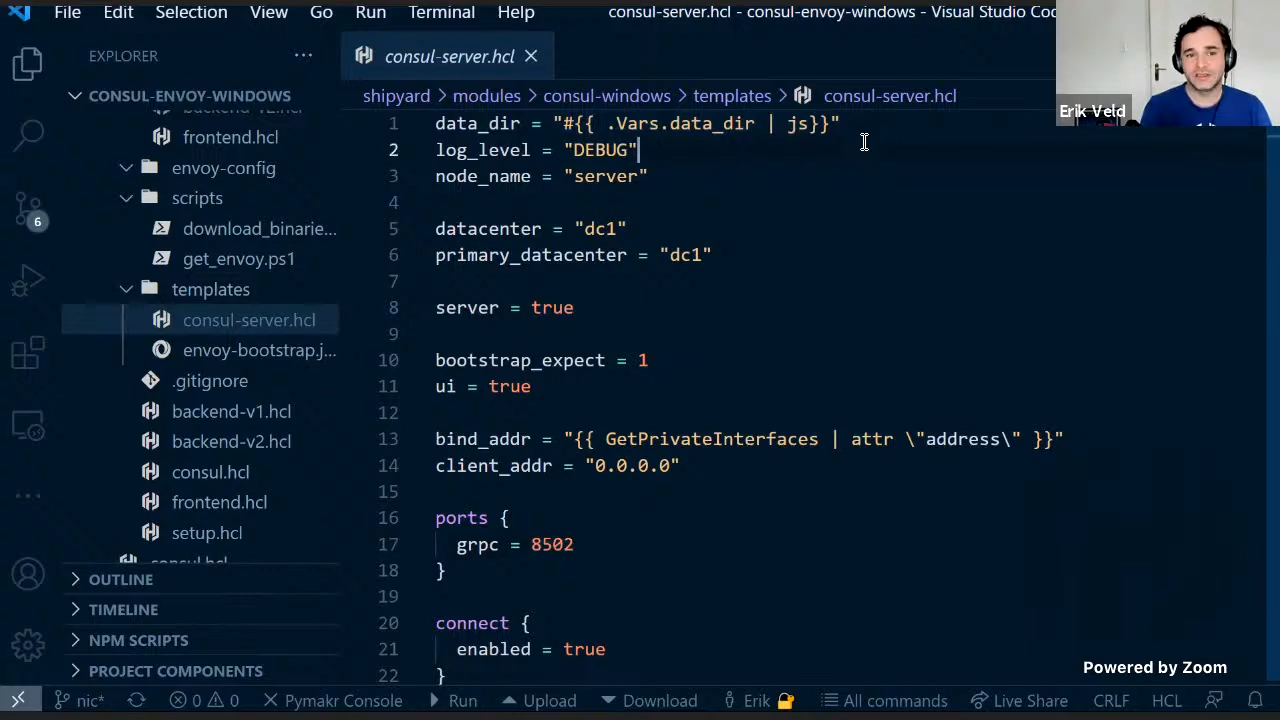 File Edit Selection View Go Run Terminal Help consul-server.hcl - consul-envoy-windows - Visual Studio Cod
Erik Veld
EXPLORER ...
consul-server.hcl
CONSUL-ENVOY-WINDOWS
backend-v2.hcl
frontend.hcl
envoy-config
scripts
download_binarie...
get_envoy.ps1
templates
consul-server.hcl
envoy-bootstrap.j...
.gitignore
backend-v1.hcl
backend-v2.hcl
consul.hcl
frontend.hcl
setup.hcl
consul.hcl
OUTLINE
TIMELINE
NPM SCRIPTS
PROJECT COMPONENTS
6
shipyard > modules > consul-windows > templates > consul-server.hcl
1 data_dir = "#{{ .Vars.data_dir | js}}"
2 log_level = "DEBUG"
3 node_name = "server"
4
5 datacenter = "dc1"
6 primary_datacenter = "dc1"
7
8 server = true
9
10 bootstrap_expect = 1
11 ui = true
12
13 bind_addr = "{{ GetPrivateInterfaces | attr \"address\" }}"
14 client_addr = "0.0.0.0"
15
16 ports {
17 grpc = 8502
18 }
19
20 connect {
21 enabled = true
22 }
Powered by Zoom
nic* 0 0 Pymakr Console Run Upload Download Erik All commands Live Share CRLF HCL